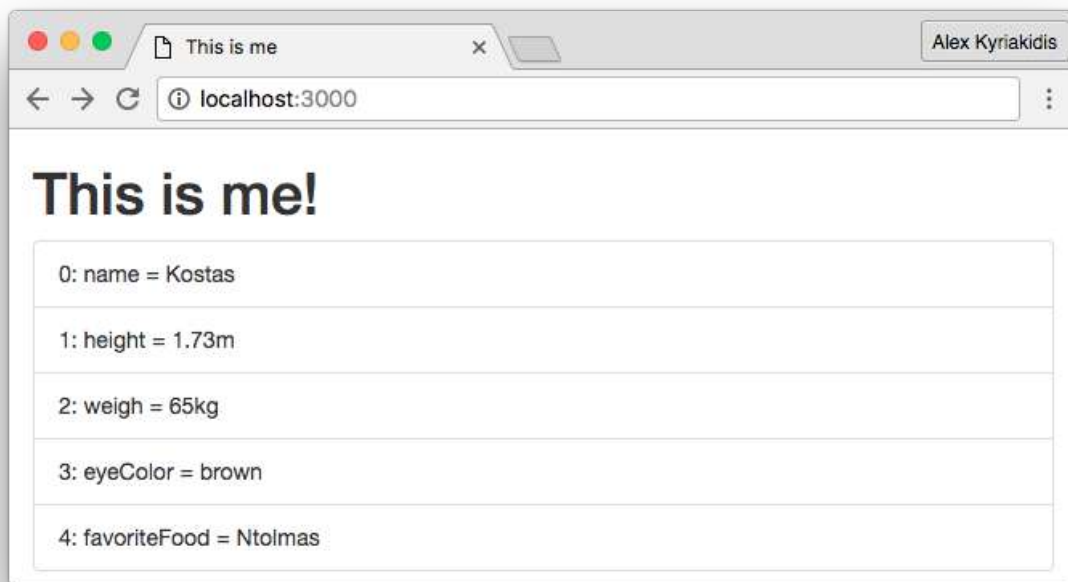 This is me
Alex Kyriakidis
localhost:3000
This is me!
0: name = Kostas
1: height = 1.73m
2: weigh = 65kg
3: eyeColor = brown
4: favoriteFood = Ntolmas